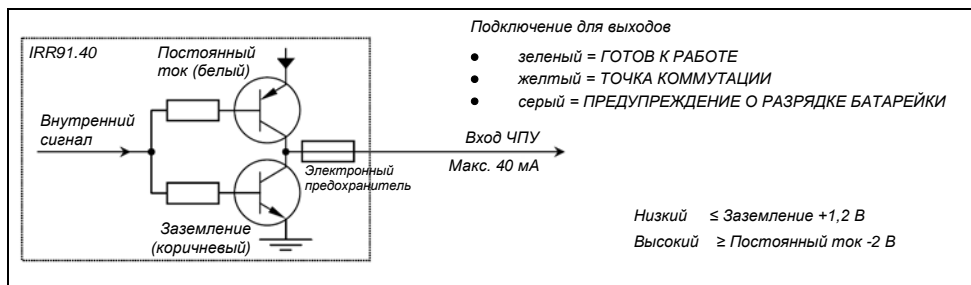 IRR91.40
Постоянный
ток (белый)
Внутренний
сигнал
Электронный
предохранитель
Заземление
(коричневый)
Вход ЧПУ
Макс. 40 мА
Подключение для выходов
● зеленый = ГОТОВ К РАБОТЕ
● желтый = ТОЧКА КОММУТАЦИИ
● серый = ПРЕДУПРЕЖДЕНИЕ О РАЗРЯДКЕ БАТАРЕЙКИ
Низкий ≤ Заземление +1,2 В
Высокий ≥ Постоянный ток -2 В